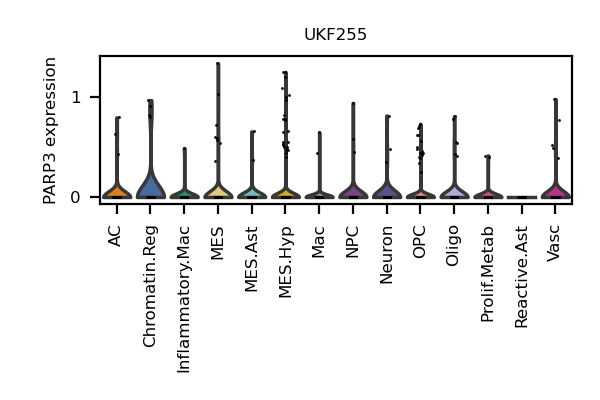 UKF255
PARP3 expression
1
0
AC
Chromatin.Reg
Inflammatory.Mac
MES
MES.Ast
MES.Hyp
Mac
NPC
Neuron
OPC
Oligo
Prolif.Metab
Reactive.Ast
Vasc